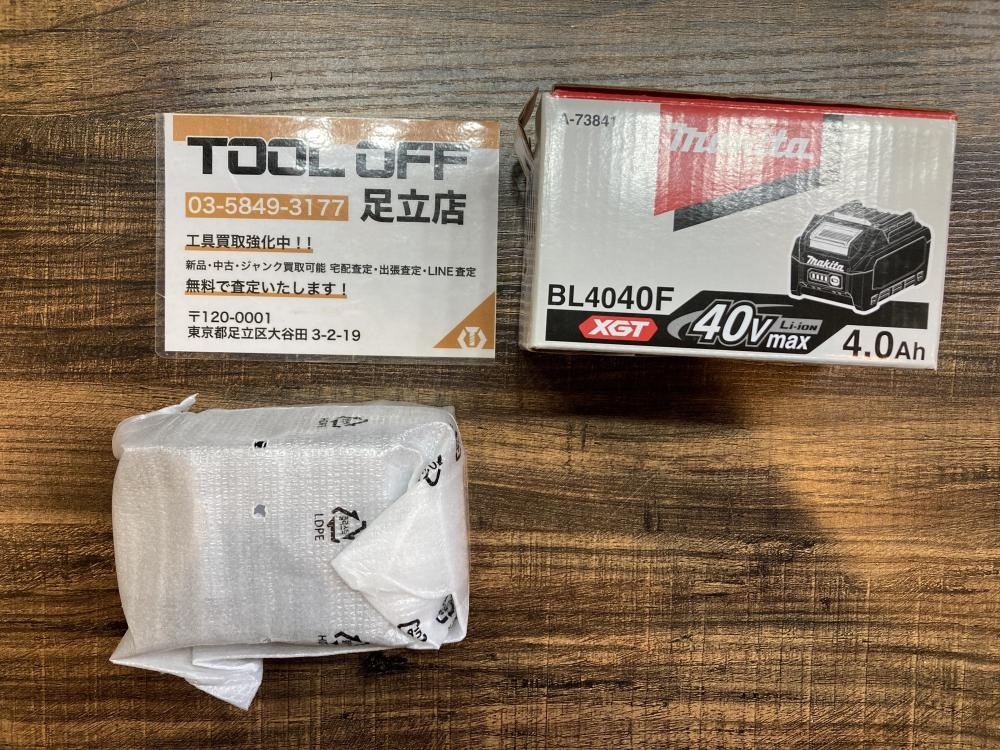 TOOL OFF
03-5849-3177 足立店
工具買取強化中！！
新品・中古・ジャンク買取可能 宅配査定・出張査定・LINE査定
無料で査定いたします！
〒120-0001
東京都足立区大谷田 3-2-19
A-73841
makita
makita
BL4040F
XGT 40Vmax Li-ion 4.0Ah
LDPE